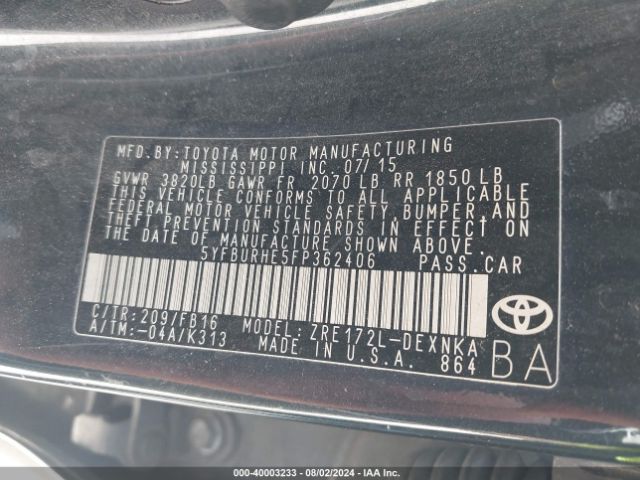 MFD.BY:TOYOTA MOTOR MANUFACTURING
MISSISSIPPI INC.07/15
GVWR 3820LB GAWR FR 2070 LB RR 1850 LB
THIS VEHICLE CONFORMS TO ALL APPLICABLE
FEDERAL MOTOR VEHICLE SAFETY, BUMPER,AND
THEFT PREVENTION STANDARDS IN EFFECT ON
THE DATE OF MANUFACTURE SHOWN ABOVE.
5YFBURHE5FP362406 PASS.CAR
C/TR:209/FB16 MODEL: ZRE172L-DEXNKA
A/TM:-04A/K313 MADE IN U.S.A. 864
BA
000-40003233 - 08/02/2024 - IAA Inc.